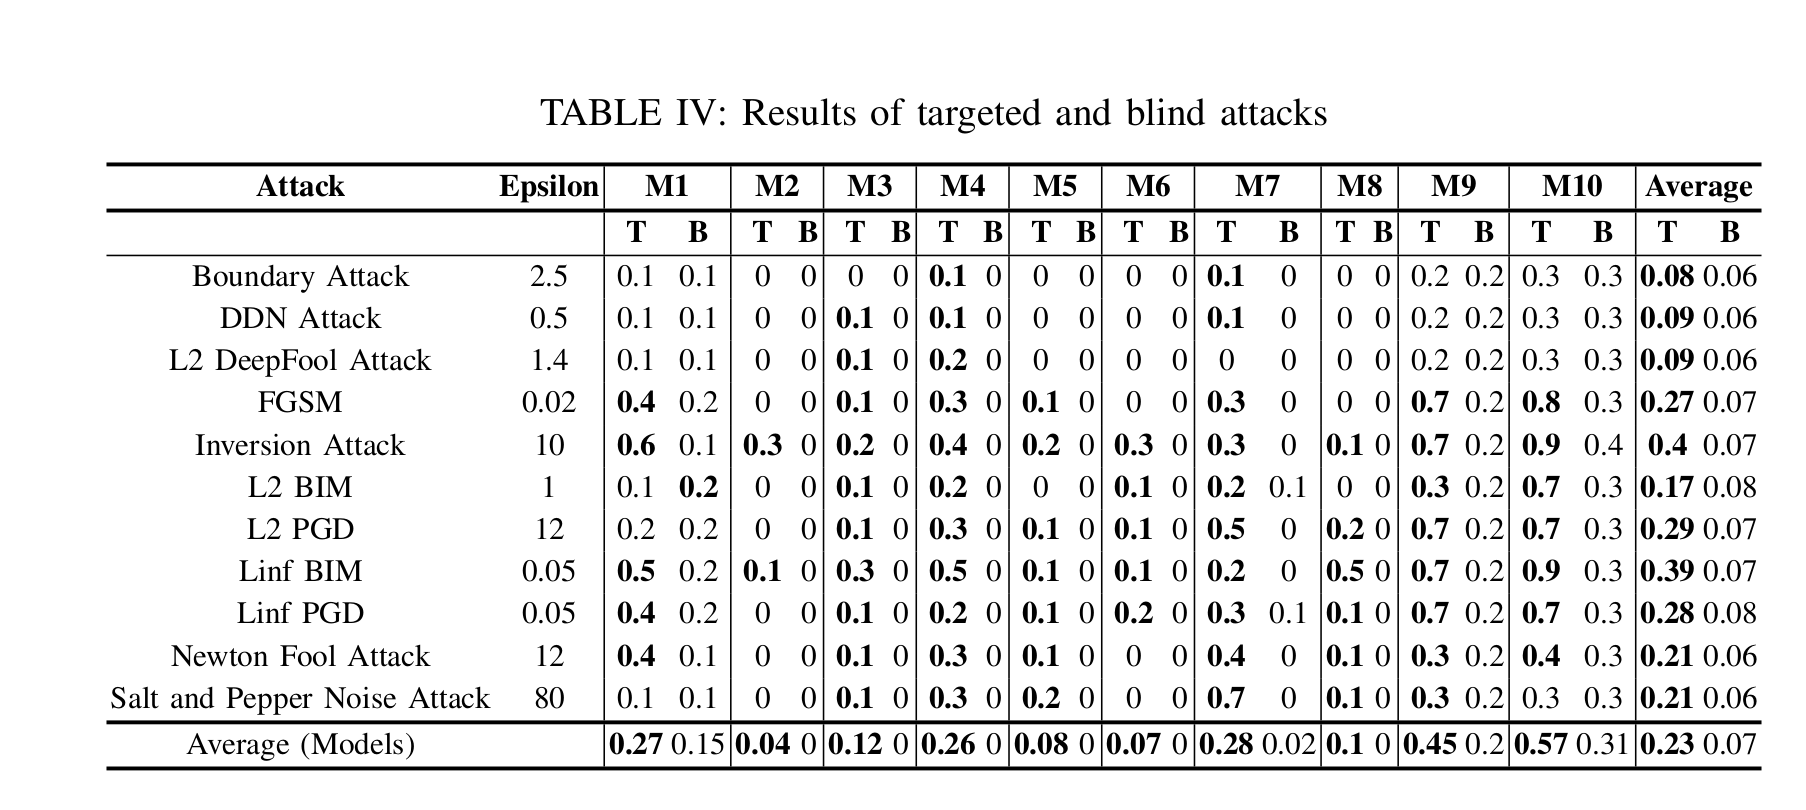 TABLE IV: Results of targeted and blind attacks
Attack Epsilon M1 M2 M3 M4 M5 M6 M7 M8 M9 M10 Average
T B T B T B T B T B T B T B T B T B T B T B
Boundary Attack 2.5 0.1 0.1 0 0 0 0 0.1 0 0 0 0 0 0.1 0 0 0 0.2 0.2 0.3 0.3 0.08 0.06
DDN Attack 0.5 0.1 0.1 0 0 0.1 0 0.1 0 0 0 0 0 0.1 0 0 0 0.2 0.2 0.3 0.3 0.09 0.06
L2 DeepFool Attack 1.4 0.1 0.1 0 0 0.1 0 0.2 0 0 0 0 0 0 0 0 0 0.2 0.2 0.3 0.3 0.09 0.06
FGSM 0.02 0.4 0.2 0 0 0.1 0 0.3 0 0.1 0 0 0 0.3 0 0 0 0.7 0.2 0.8 0.3 0.27 0.07
Inversion Attack 10 0.6 0.1 0.3 0 0.2 0 0.4 0 0.2 0 0.3 0 0.3 0 0.1 0 0.7 0.2 0.9 0.4 0.4 0.07
L2 BIM 1 0.1 0.2 0 0 0.1 0 0.2 0 0 0 0.1 0 0.2 0.1 0 0 0.3 0.2 0.7 0.3 0.17 0.08
L2 PGD 12 0.2 0.2 0 0 0.1 0 0.3 0 0.1 0 0.1 0 0.5 0 0.2 0 0.7 0.2 0.7 0.3 0.29 0.07
Linf BIM 0.05 0.5 0.2 0.1 0 0.3 0 0.5 0 0.1 0 0.1 0 0.2 0 0.5 0 0.7 0.2 0.9 0.3 0.39 0.07
Linf PGD 0.05 0.4 0.2 0 0 0.1 0 0.2 0 0.1 0 0.2 0 0.3 0.1 0.1 0 0.7 0.2 0.7 0.3 0.28 0.08
Newton Fool Attack 12 0.4 0.1 0 0 0.1 0 0.3 0 0.1 0 0 0 0.4 0 0.1 0 0.3 0.2 0.4 0.3 0.21 0.06
Salt and Pepper Noise Attack 80 0.1 0.1 0 0 0.1 0 0.3 0 0.2 0 0 0 0.7 0 0.1 0 0.3 0.2 0.3 0.3 0.21 0.06
Average (Models) 0.27 0.15 0.04 0 0.12 0 0.26 0 0.08 0 0.07 0 0.28 0.02 0.1 0 0.45 0.2 0.57 0.31 0.23 0.07